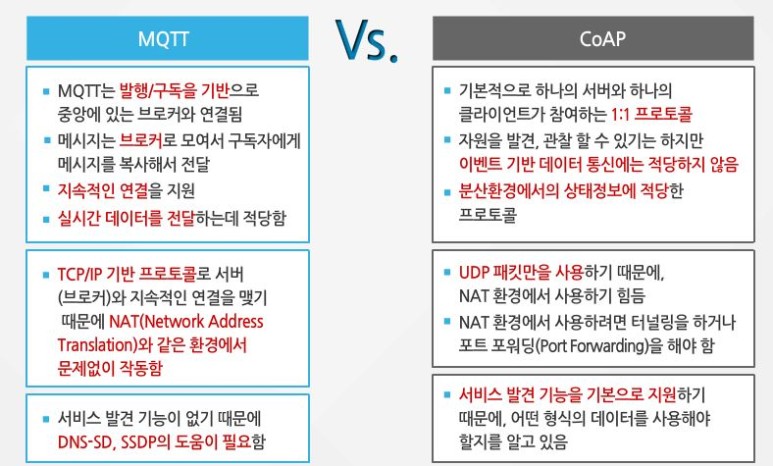 MQTT
Vs.
CoAP
▪ MQTT는 발행/구독을 기반으로
중앙에 있는 브로커와 연결됨
▪ 메시지는 브로커로 모여서 구독자에게
메시지를 복사해서 전달
▪ 지속적인 연결을 지원
▪ 실시간 데이터를 전달하는데 적당함
▪ TCP/IP 기반 프로토콜로 서버
(브로커)와 지속적인 연결을 맺기
때문에 NAT(Network Address
Translation)와 같은 환경에서
문제없이 작동함
▪ 서비스 발견 기능이 없기 때문에
DNS-SD, SSDP의 도움이 필요함
▪ 기본적으로 하나의 서버와 하나의
클라이언트가 참여하는 1:1 프로토콜
▪ 자원을 발견, 관찰 할 수 있기는 하지만
이벤트 기반 데이터 통신에는 적당하지 않음
▪ 분산환경에서의 상태정보에 적당한
프로토콜
▪ UDP 패킷만을 사용하기 때문에,
NAT 환경에서 사용하기 힘듬
▪ NAT 환경에서 사용하려면 터널링을 하거나
포트 포워딩(Port Forwarding)을 해야 함
▪ 서비스 발견 기능을 기본으로 지원하기
때문에, 어떤 형식의 데이터를 사용해야
할지를 알고 있음